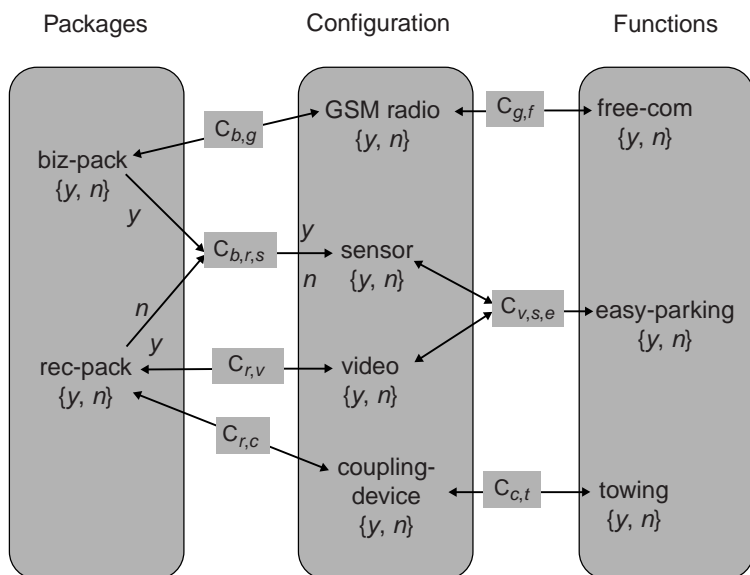 Packages
Configuration
Functions
C_{b,g}
GSM radio
{y, n}
C_{g,f}
free-com
{y, n}
biz-pack
{y, n}
y
C_{b,r,s}
y
n
sensor
{y, n}
n
y
C_{v,s,e}
easy-parking
{y, n}
rec-pack
{y, n}
C_{r,v}
video
{y, n}
C_{r,c}
coupling-
device
{y, n}
C_{c,t}
towing
{y, n}